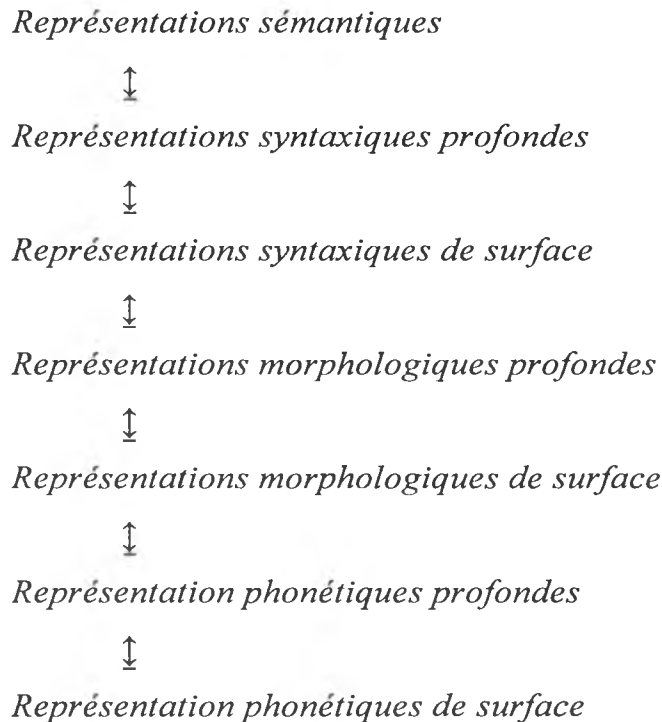 Représentations sémantiques
↕
Représentations syntaxiques profondes
↕
Représentations syntaxiques de surface
↕
Représentations morphologiques profondes
↕
Représentations morphologiques de surface
↕
Représentation phonétiques profondes
↕
Représentation phonétiques de surface